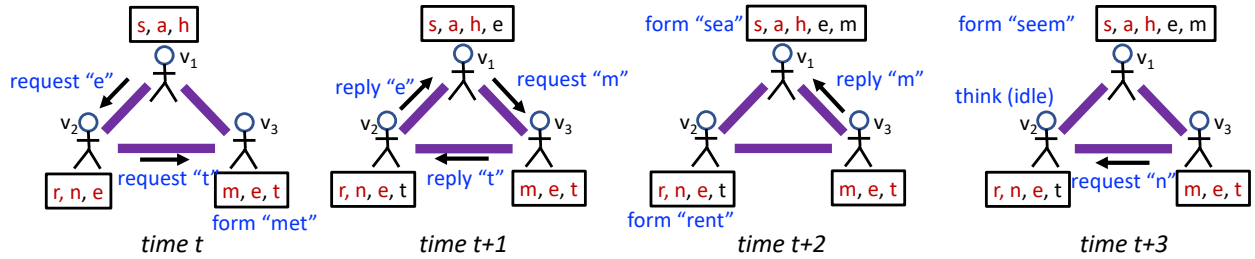 s, a, h
v1
request “e”
v2
v3
request “t”
r, n, e
m, e, t
form “met”
time t
s, a, h, e
v1
reply “e”
request “m”
v2
v3
reply “t”
r, n, e, t
m, e, t
time t+1
form “sea”
s, a, h, e, m
v1
reply “m”
v2
v3
r, n, e, t
m, e, t
form “rent”
time t+2
form “seem”
s, a, h, e, m
v1
think (idle)
v2
v3
r, n, e, t
request “n”
m, e, t
time t+3